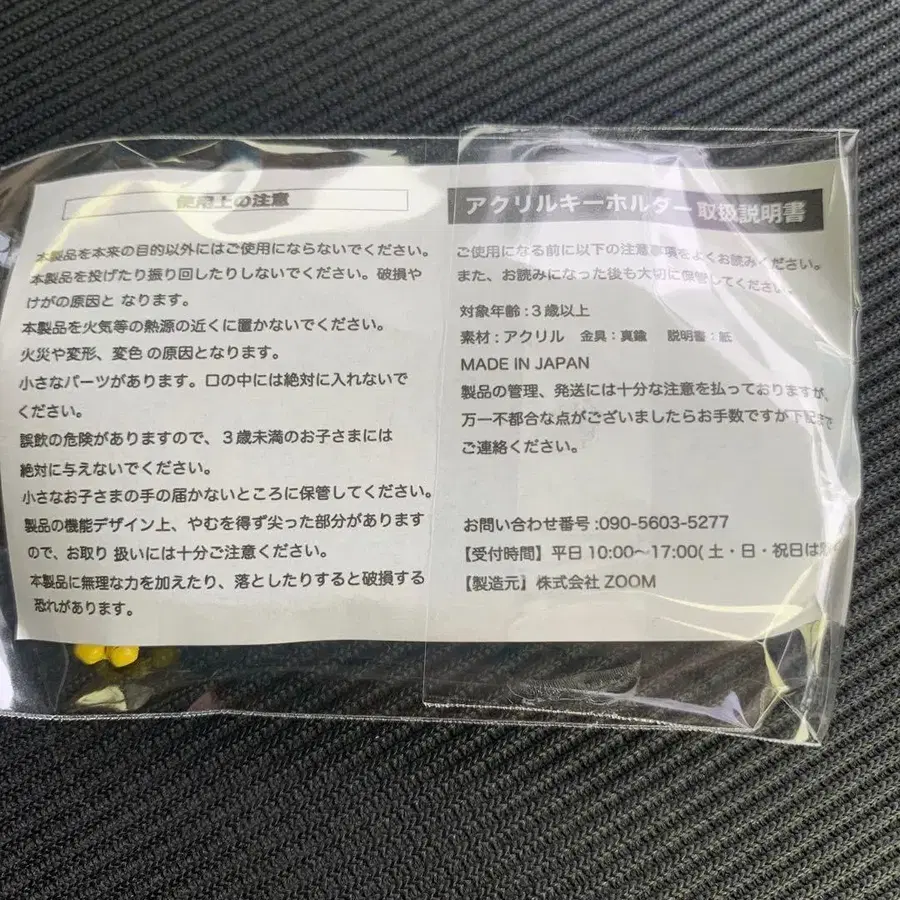 使用上の注意
本製品を本来の目的以外にはご使用にならないでください。
本製品を投げたり振り回したりしないでください。破損や
けがの原因と なります。
本製品を火気等の熱源の近くに置かないでください。
火災や変形、変色 の原因となります。
小さなパーツがあります。口の中には絶対に入れないで
ください。
誤飲の危険がありますので、３歳未満のお子さまには
絶対に与えないでください。
小さなお子さまの手の届かないところに保管してください。
製品の機能デザイン上、やむを得ず尖った部分があります
ので、お取り 扱いには十分ご注意ください。
本製品に無理な力を加えたり、落としたりすると破損する
恐れがあります。
アクリルキーホルダー 取扱説明書
ご使用になる前に以下の注意事項をよくお読みください。
また、お読みになった後も大切に保管してください。
対象年齢 : 3 歳以上
素材 : アクリル　金具 : 真鍮　説明書 : 紙
MADE IN JAPAN
製品の管理、発送には十分な注意を払っておりますが、
万一不都合な点がございましたらお手数ですが下記まで
ご連絡ください。
お問い合わせ番号 :090-5603-5277
【受付時間】平日 10:00〜17:00( 土・日・祝日は
【製造元】株式会社 ZOOM